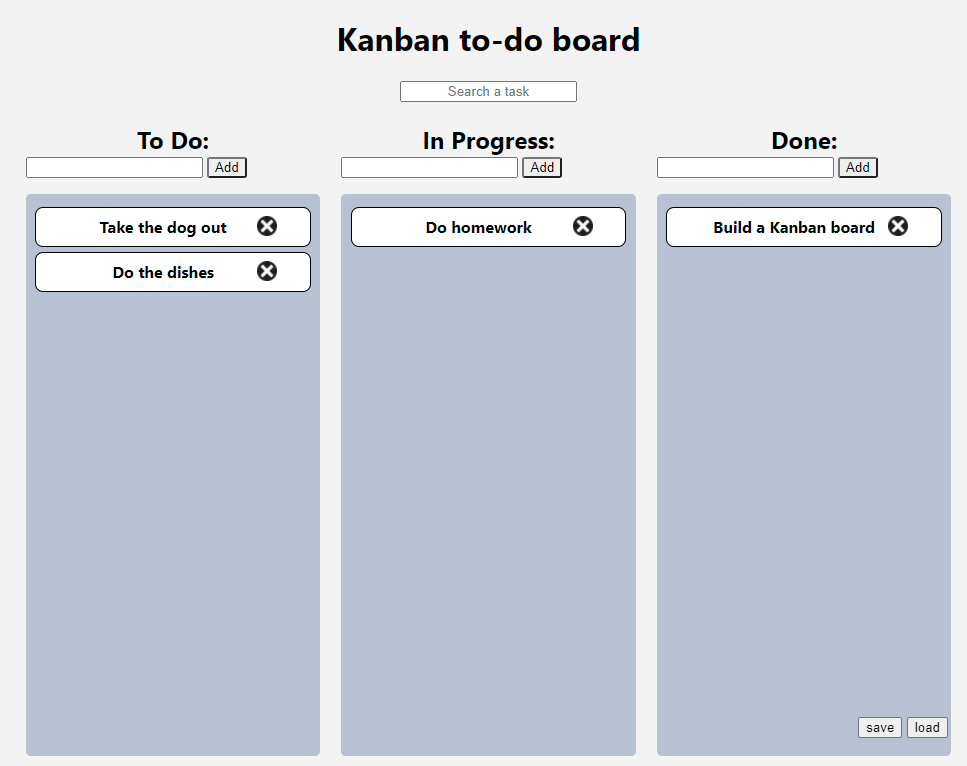 Kanban to-do board
Search a task
To Do:
Add
Take the dog out
Do the dishes
In Progress:
Add
Do homework
Done:
Add
Build a Kanban board
save load